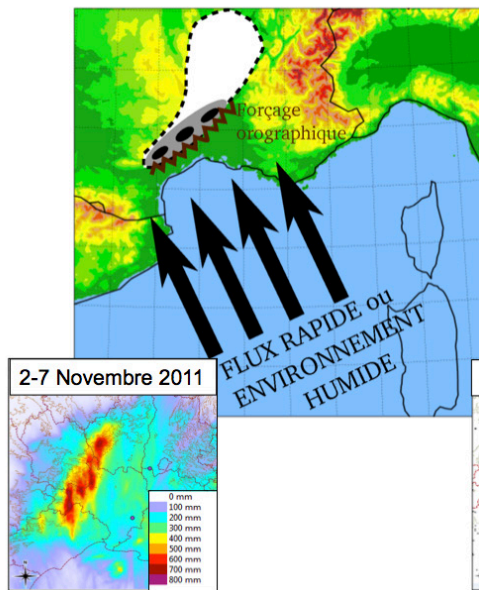 Forçage
orographique
FLUX RAPIDE ou
ENVIRONNEMENT
HUMIDE
2-7 Novembre 2011
0 mm
100 mm
200 mm
300 mm
400 mm
500 mm
600 mm
700 mm
800 mm